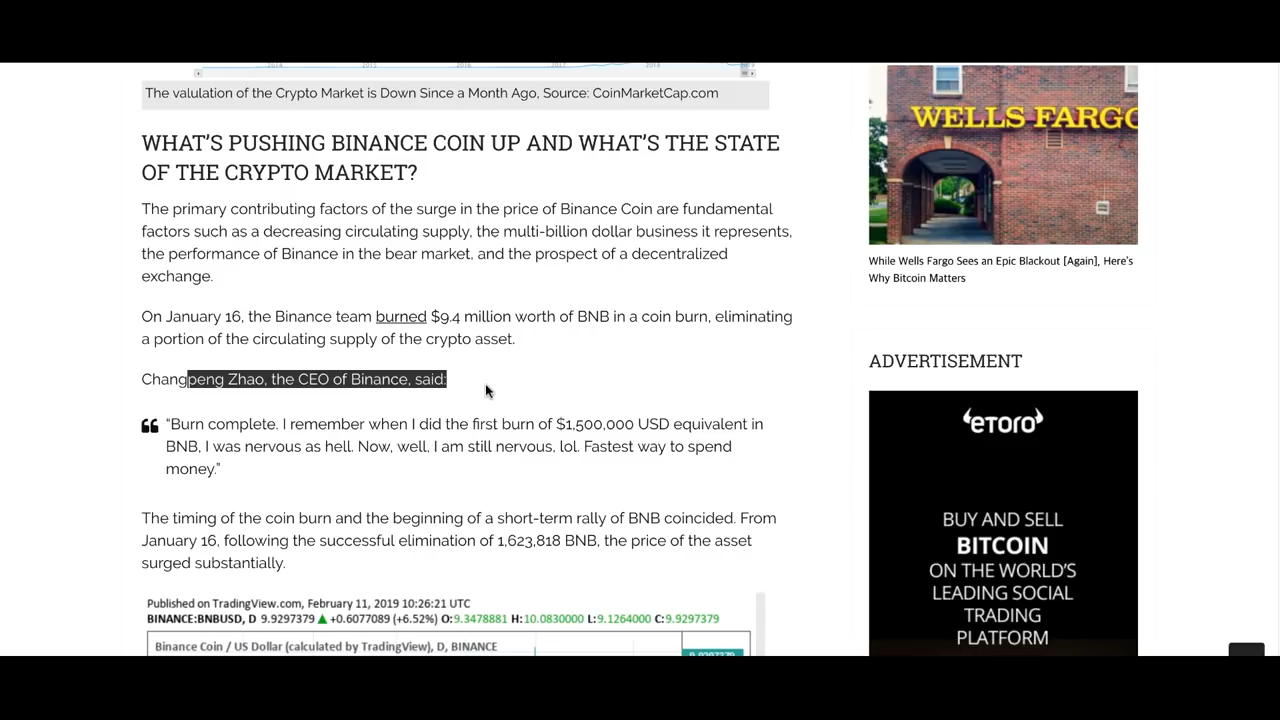 The valulation of the Crypto Market is Down Since a Month Ago, Source: CoinMarketCap.com
WHAT'S PUSHING BINANCE COIN UP AND WHAT'S THE STATE
OF THE CRYPTO MARKET?
The primary contributing factors of the surge in the price of Binance Coin are fundamental
factors such as a decreasing circulating supply, the multi-billion dollar business it represents,
the performance of Binance in the bear market, and the prospect of a decentralized
exchange.
On January 16, the Binance team burned $9.4 million worth of BNB in a coin burn, eliminating
a portion of the circulating supply of the crypto asset.
Changpeng Zhao, the CEO of Binance, said:
“Burn complete. I remember when I did the first burn of $1,500,000 USD equivalent in
BNB, I was nervous as hell. Now, well, I am still nervous, lol. Fastest way to spend
money.”
The timing of the coin burn and the beginning of a short-term rally of BNB coincided. From
January 16, following the successful elimination of 1,623,818 BNB, the price of the asset
surged substantially.
Published on TradingView.com, February 11, 2019 10:26:21 UTC
BINANCE:BNBUSD, D 9.9297379 ▲ +0.6077089 (+6.52%) O:9.3478881 H:10.0830000 L:9.1264000 C:9.9297379
Binance Coin / US Dollar (calculated by TradingView), D, BINANCE
WELLS FARGO
While Wells Fargo Sees an Epic Blackout [Again], Here's
Why Bitcoin Matters
ADVERTISEMENT
eToro
BUY AND SELL
BITCOIN
ON THE WORLD'S
LEADING SOCIAL
TRADING
PLATFORM